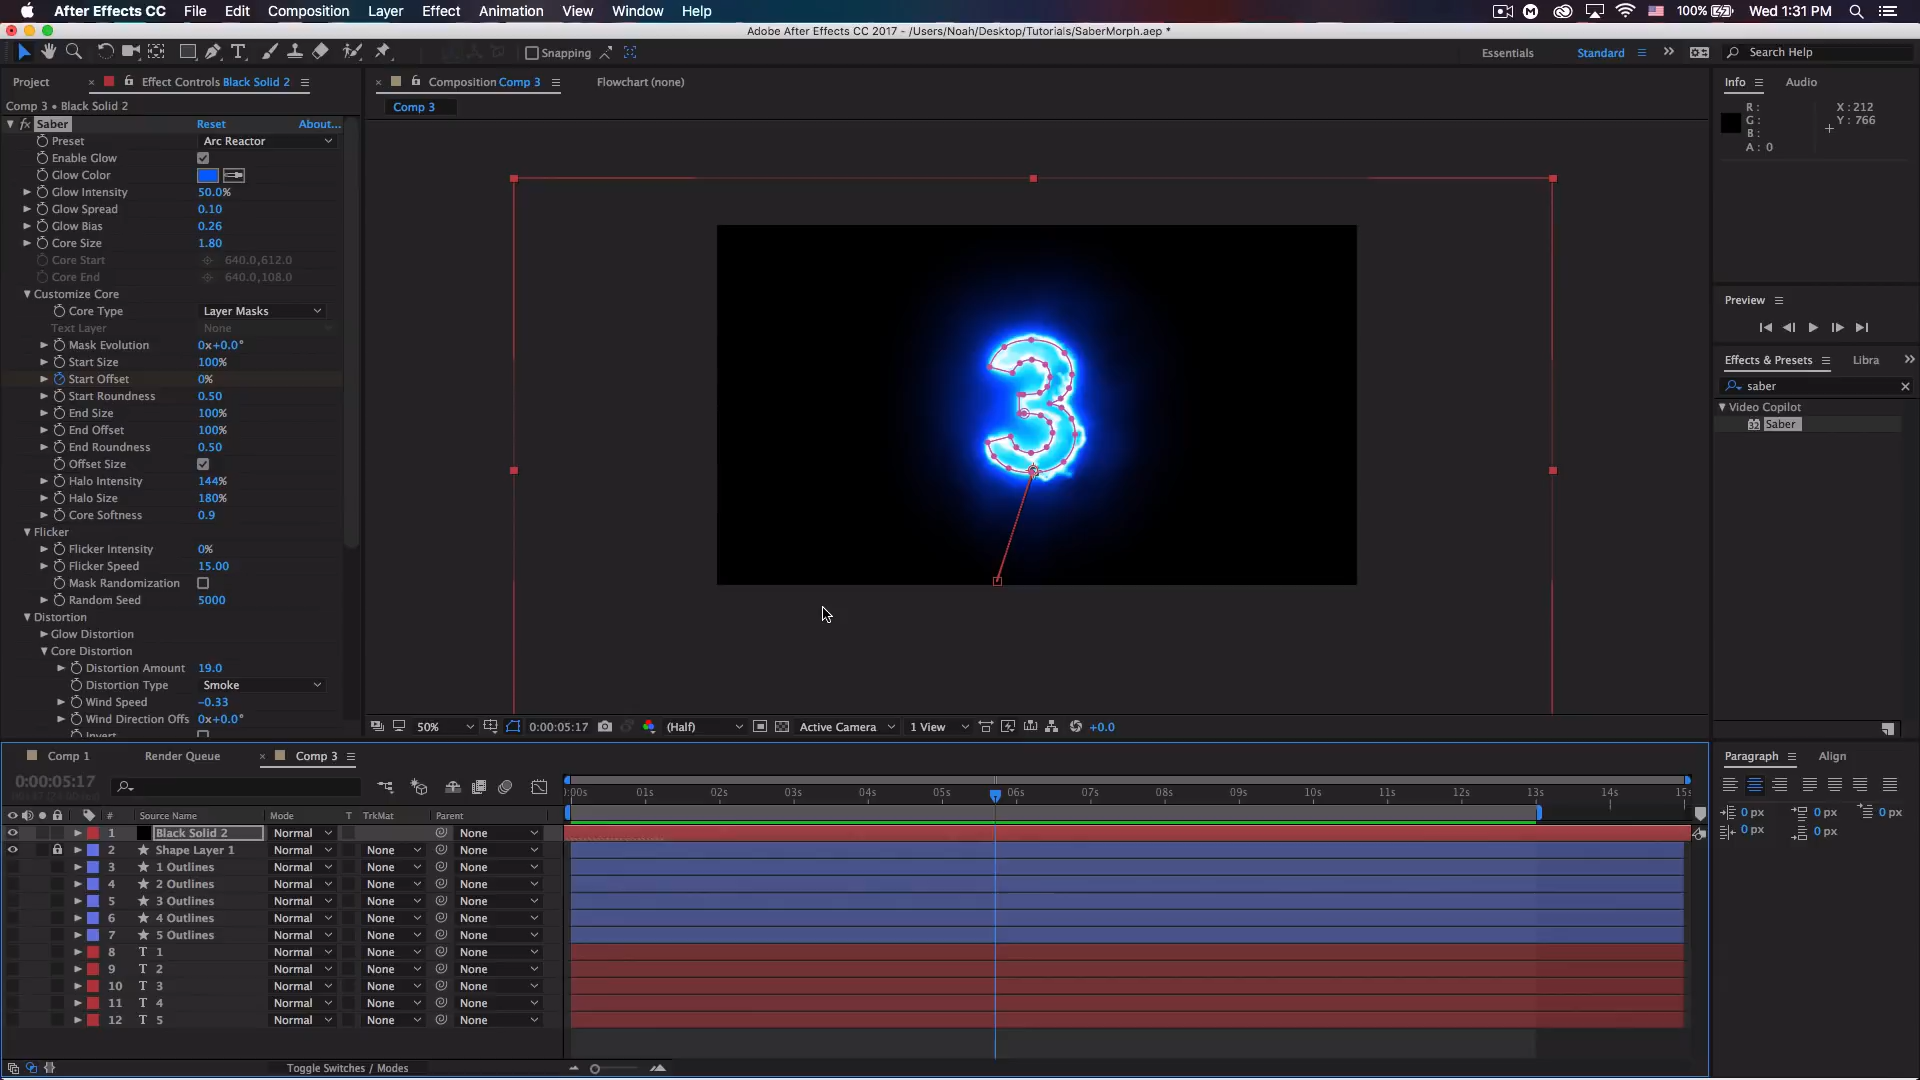 After Effects CC File Edit Composition Layer Effect Animation View Window Help 100% Wed 1:31 PM
Adobe After Effects CC 2017 - /Users/Noah/Desktop/Tutorials/SaberMorph.aep *
T Snapping Essentials Standard Search Help
Project Effect Controls Black Solid 2 Composition Comp 3 Flowchart (none) Info Audio
Comp 3 • Black Solid 2 Comp 3 R : X : 212
G : Y : 766
B :
A : 0
fx Saber Reset About...
Preset Arc Reactor
Enable Glow
Glow Color
Glow Intensity 50.0%
Glow Spread 0.10
Glow Bias 0.26
Core Size 1.80
Core Start 640.0,612.0
Core End 640.0,108.0
Customize Core Preview
Core Type Layer Masks
Text Layer None
Mask Evolution 0x+0.0°
Start Size 100% Effects & Presets Libra
Start Offset 0% saber
Start Roundness 0.50 Video Copilot
End Size 100% 32 Saber
End Offset 100%
End Roundness 0.50
Offset Size
Halo Intensity 144%
Halo Size 180%
Core Softness 0.9
Flicker
Flicker Intensity 0%
Flicker Speed 15.00
Mask Randomization
Random Seed 5000
Distortion
Glow Distortion
Core Distortion
Distortion Amount 19.0
Distortion Type Smoke
Wind Speed -0.33
Wind Direction Offs 0x+0.0°
3
50% 0:00:05:17 (Half) Active Camera 1 View +0.0
Comp 1 Render Queue Comp 3 Paragraph Align
0:00:05:17
:00s 01s 02s 03s 04s 05s 06s 07s 08s 09s 10s 11s 12s 13s 14s 15s
# Source Name Mode T TrkMat Parent
0 px 0 px 0 px
0 px 0 px
1 Black Solid 2 Normal None
2 Shape Layer 1 Normal None None
3 1 Outlines Normal None None
4 2 Outlines Normal None None
5 3 Outlines Normal None None
6 4 Outlines Normal None None
7 5 Outlines Normal None None
8 T 1 Normal None None
9 T 2 Normal None None
10 T 3 Normal None None
11 T 4 Normal None None
12 T 5 Normal None None
Toggle Switches / Modes